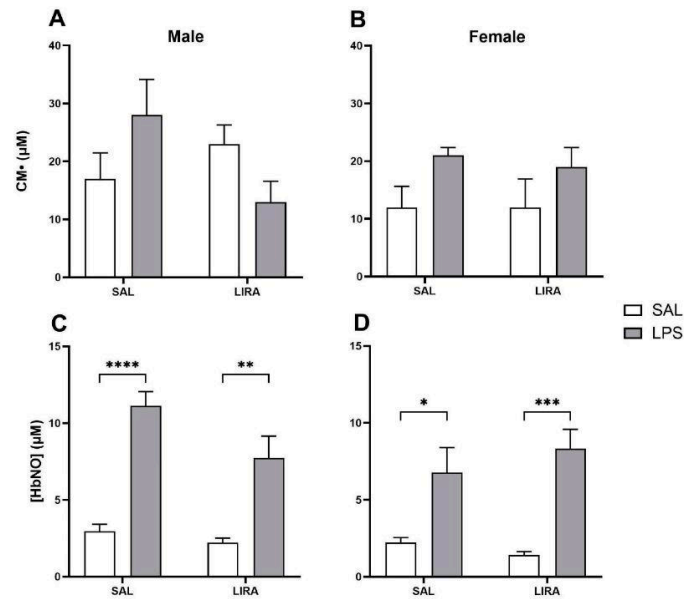 A
Male
B
Female
CM• (µM)
40
30
20
10
0
SAL
LIRA
40
30
20
10
0
SAL
LIRA
SAL
LPS
C
[HbNO] (µM)
15
10
5
0
****
**
SAL
LIRA
D
15
10
5
0
*
***
SAL
LIRA